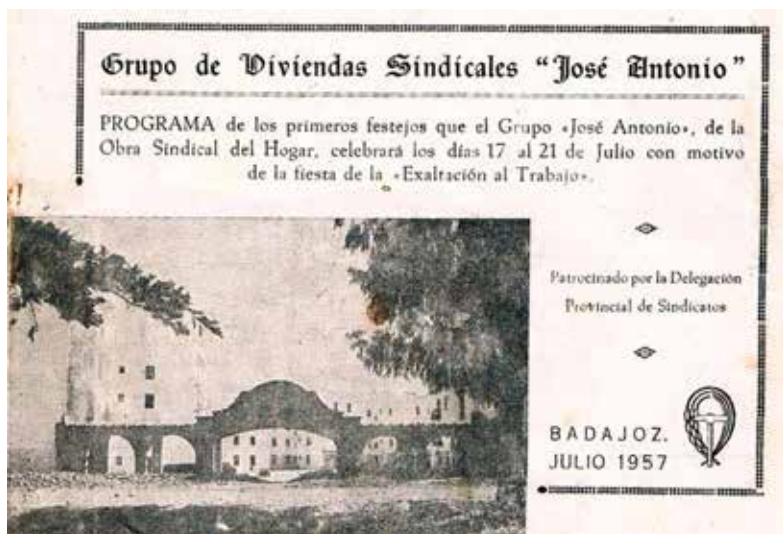 Grupo de Viviendas Sindicales “José Antonio”
PROGRAMA de los primeros festejos que el Grupo «José Antonio», de la
Obra Sindical del Hogar, celebrará los días 17 al 21 de Julio con motivo
de la fiesta de la «Exaltación al Trabajo».
Patrocinado por la Delegación
Provincial de Sindicatos
BADAJOZ.
JULIO 1957